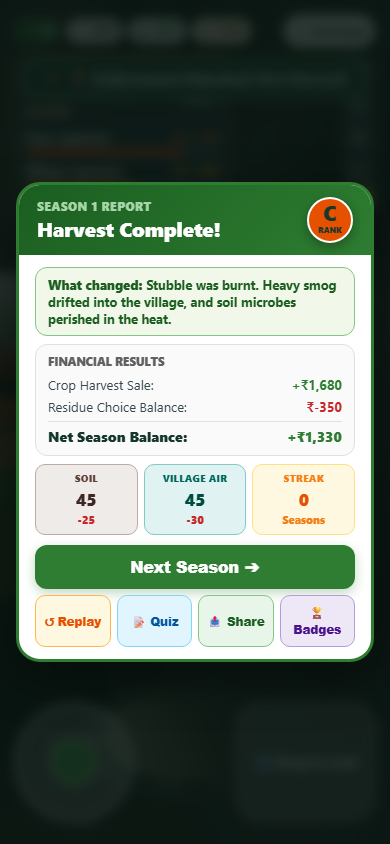 SEASON 1 REPORT
Harvest Complete!
C
RANK
What changed: Stubble was burnt. Heavy smog
drifted into the village, and soil microbes
perished in the heat.
FINANCIAL RESULTS
Crop Harvest Sale: +₹1,680
Residue Choice Balance: ₹-350
Net Season Balance: +₹1,330
SOIL
45
-25
VILLAGE AIR
45
-30
STREAK
0
Seasons
Next Season →
↺ Replay
Quiz
Share
Badges